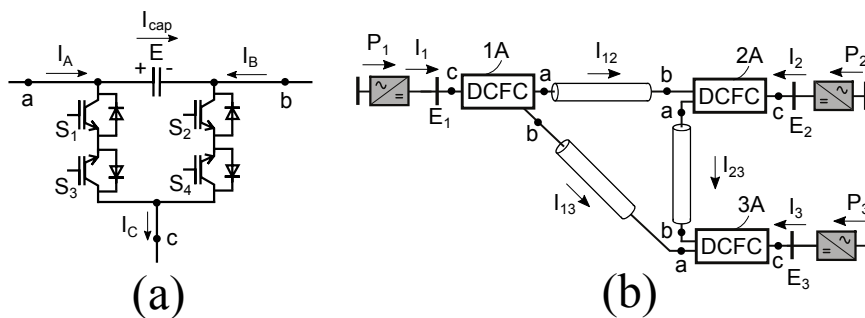 I_cap
I_A
+ E -
I_B
a
b
S_1
S_2
S_3
S_4
I_C
c
(a)
P_1
I_1
1A
c
DCFC
a
I_12
b
2A
DCFC
I_2
P_2
E_1
b
a
c
E_2
I_13
I_23
3A
b
DCFC
I_3
P_3
a
c
E_3
(b)